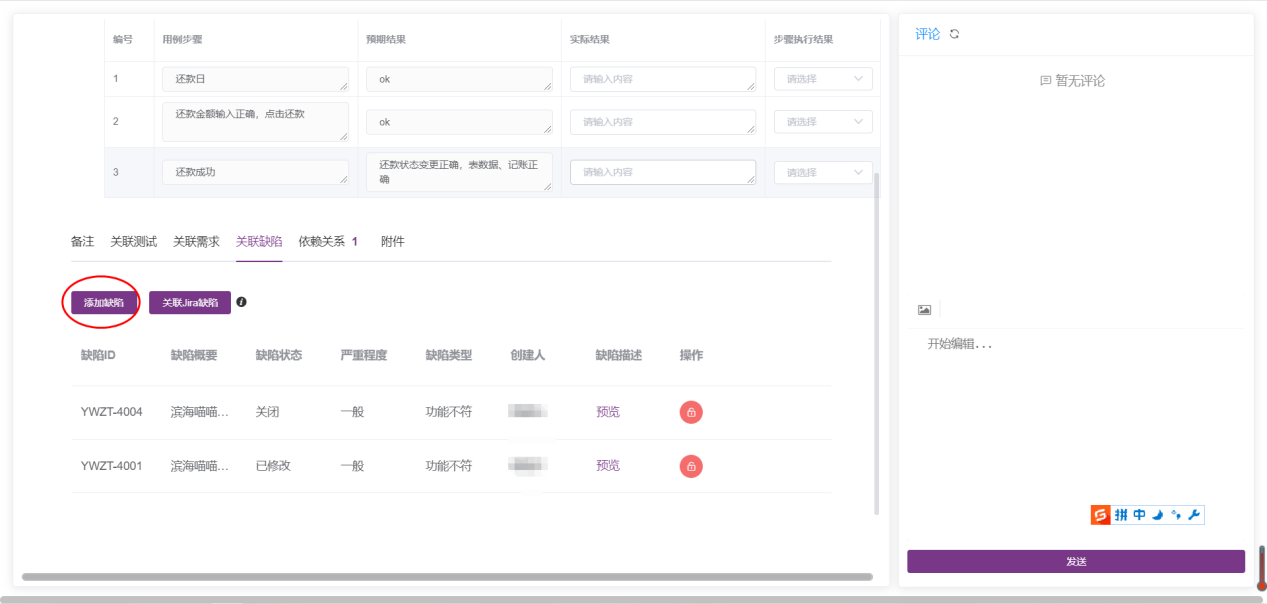 编号 用例步骤 预期结果 实际结果 步骤执行结果
1 还款日 ok 请输入内容 请选择
2 还款金额输入正确，点击还款 ok 请输入内容 请选择
3 还款成功 还款状态变更正确，表数据、记账正
确 请输入内容 请选择
备注 关联测试 关联需求 关联缺陷 依赖关系 1 附件
添加缺陷 关联Jira缺陷
缺陷ID 缺陷概要 缺陷状态 严重程度 缺陷类型 创建人 缺陷描述 操作
YWZT-4004 滨海喵喵... 关闭 一般 功能不符 预览
YWZT-4001 滨海喵喵... 已修改 一般 功能不符 预览
评论
暂无评论
开始编辑...
拼 中
发送